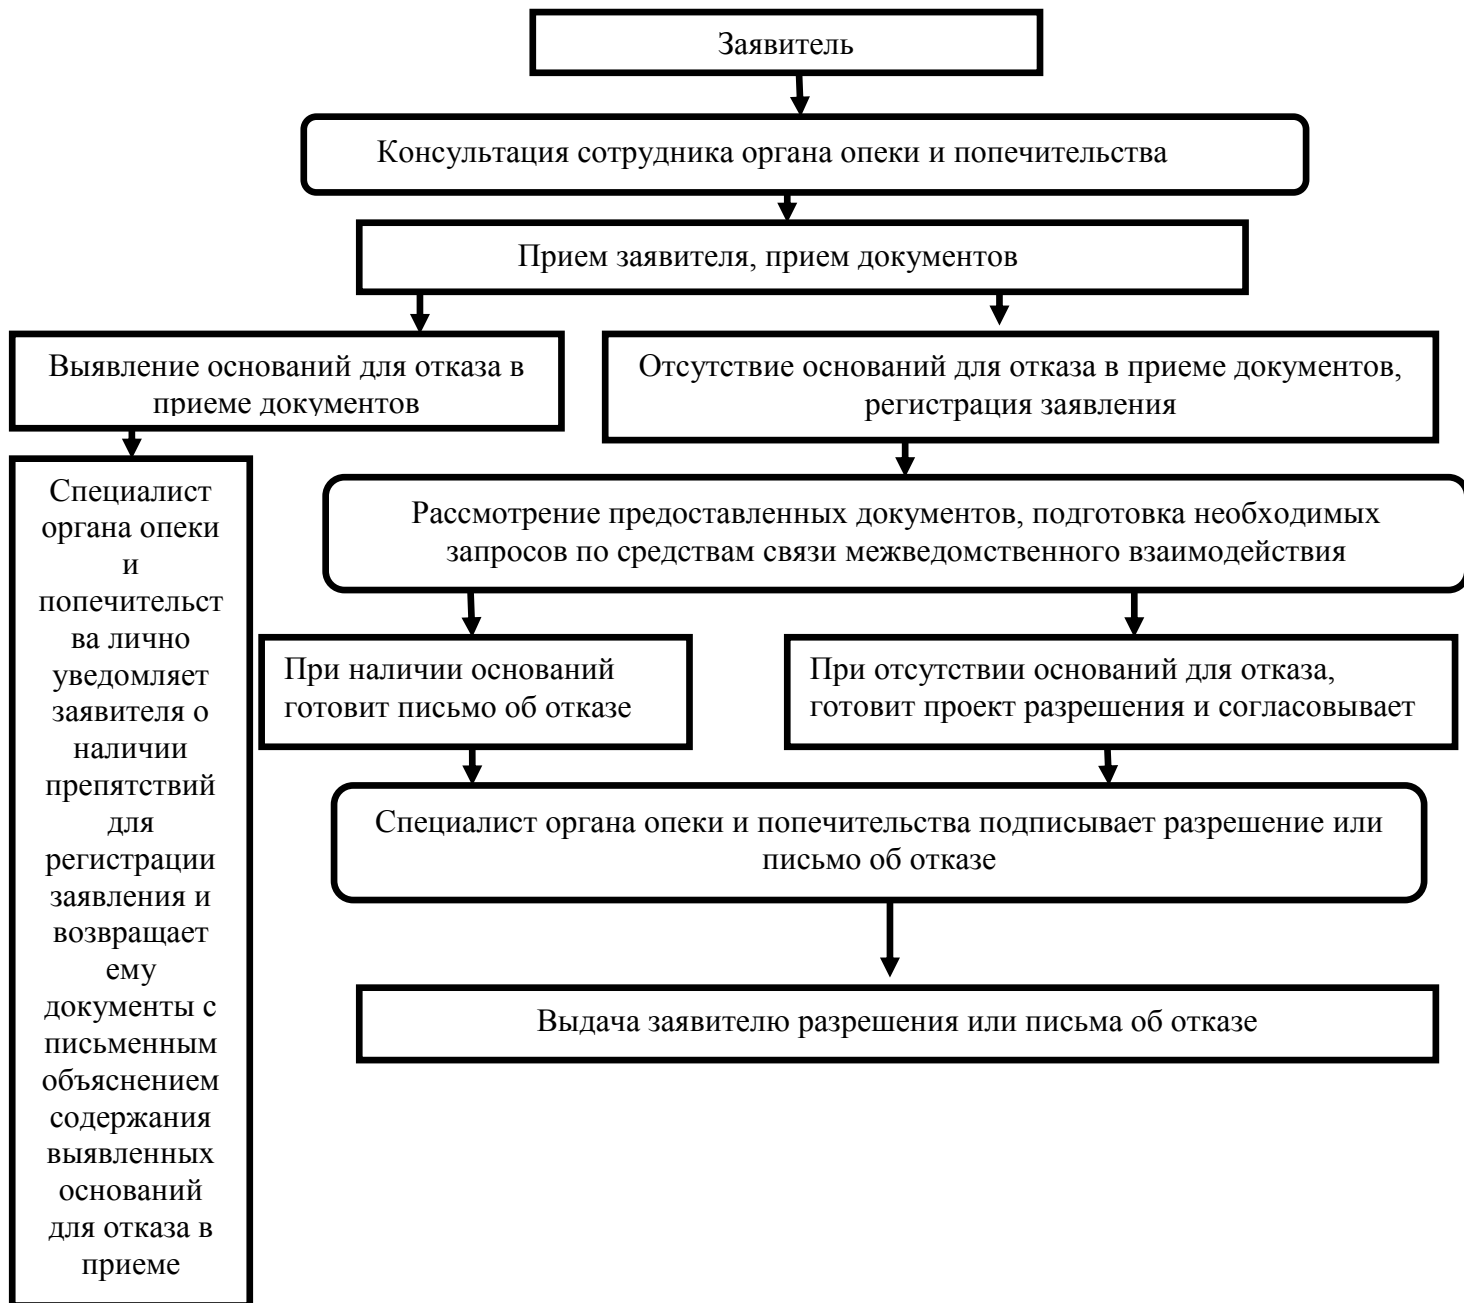 Заявитель
Консультация сотрудника органа опеки и попечительства
Прием заявителя, прием документов
Выявление оснований для отказа в
приеме документов
Отсутствие оснований для отказа в приеме документов,
регистрация заявления
Специалист
органа опеки
и
попечительст
ва лично
уведомляет
заявителя о
наличии
препятствий
для
регистрации
заявления и
возвращает
ему
документы с
письменным
объяснением
содержания
выявленных
оснований
для отказа в
приеме
Рассмотрение предоставленных документов, подготовка необходимых
запросов по средствам связи межведомственного взаимодействия
При наличии оснований
готовит письмо об отказе
При отсутствии оснований для отказа,
готовит проект разрешения и согласовывает
Специалист органа опеки и попечительства подписывает разрешение или
письмо об отказе
Выдача заявителю разрешения или письма об отказе